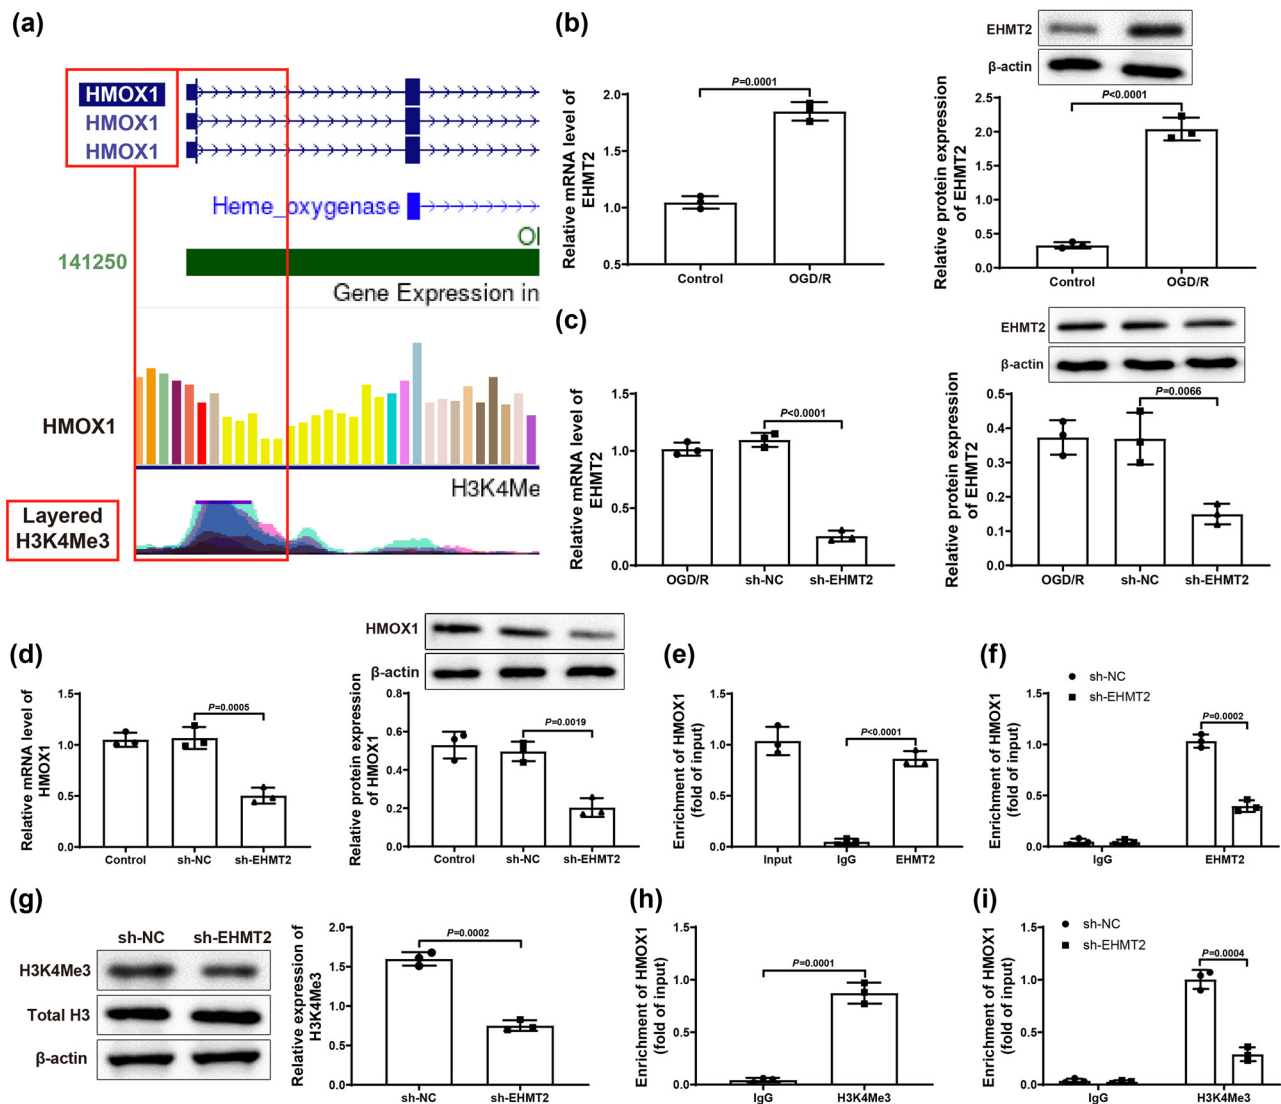 (a)
HMOX1
HMOX1
HMOX1
Heme_oxygenase
OI
141250
Gene Expression in
HMOX1
H3K4Me
Layered
H3K4Me3
(b)
Relative mRNA level of
EHMT2
2.0
1.5
1.0
0.5
P=0.0001
Control
OGD/R
EHMT2
β-actin
Relative protein expression
of EHMT2
2.5
2.0
1.5
1.0
0.5
0.0
P<0.0001
Control
OGD/R
(c)
Relative mRNA level of
EHMT2
1.5
1.0
0.5
0.0
P<0.0001
OGD/R
sh-NC
sh-EHMT2
EHMT2
β-actin
Relative protein expression
of EHMT2
0.5
0.4
0.3
0.2
0.1
0.0
P=0.0066
OGD/R
sh-NC
sh-EHMT2
(d)
Relative mRNA level of
HMOX1
1.5
1.0
0.5
0.0
P=0.0005
Control
sh-NC
sh-EHMT2
HMOX1
β-actin
Relative protein expression
of HMOX1
0.8
0.6
0.4
0.2
0.0
P=0.0019
Control
sh-NC
sh-EHMT2
(e)
Enrichment of HMOX1
(fold of input)
1.5
1.0
0.5
0.0
P<0.0001
Input
IgG
EHMT2
(f)
sh-NC
sh-EHMT2
Enrichment of HMOX1
(fold of input)
1.5
1.0
0.5
0.0
P=0.0002
IgG
EHMT2
(g)
sh-NC
sh-EHMT2
H3K4Me3
Total H3
β-actin
Relative expression of
H3K4Me3
2.0
1.5
1.0
0.5
0.0
P=0.0002
sh-NC
sh-EHMT2
(h)
Enrichment of HMOX1
(fold of input)
1.5
1.0
0.5
0.0
P=0.0001
IgG
H3K4Me3
(i)
sh-NC
sh-EHMT2
Enrichment of HMOX1
(fold of input)
1.5
1.0
0.5
0.0
P=0.0004
IgG
H3K4Me3